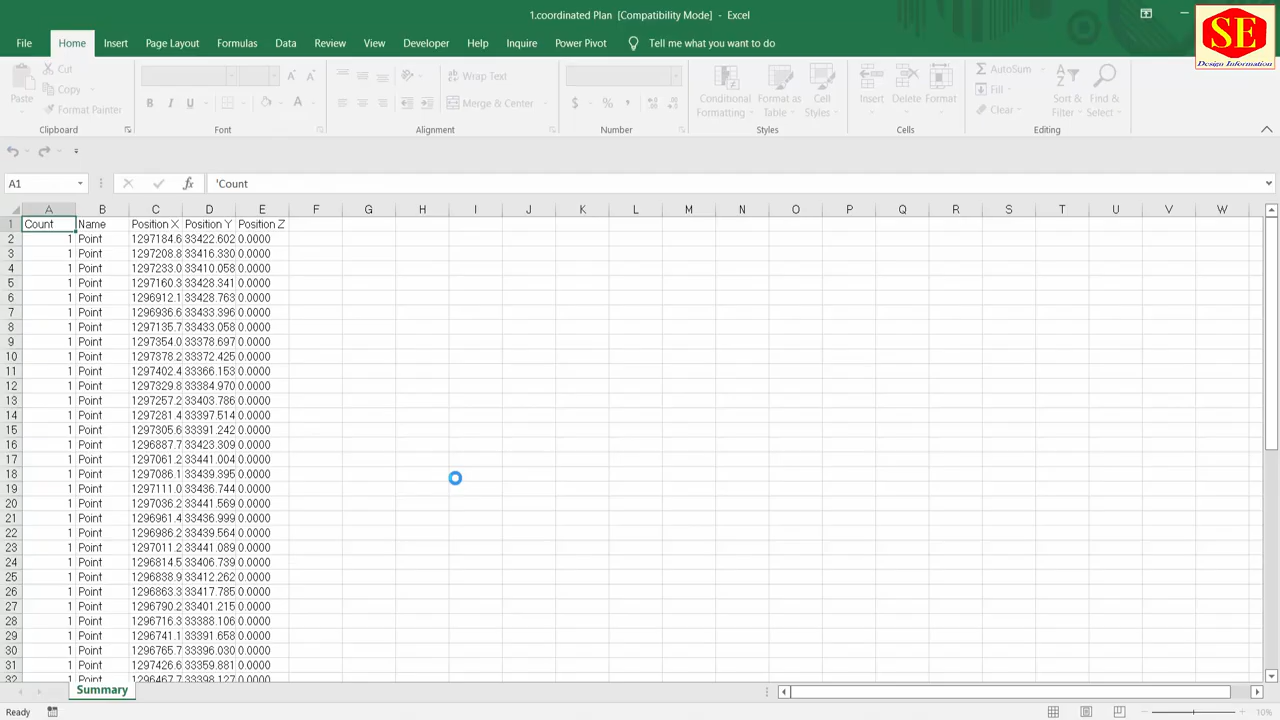 1.coordinated Plan [Compatibility Mode] - Excel
SE
Design Information
File Home Insert Page Layout Formulas Data Review View Developer Help Inquire Power Pivot Tell me what you want to do
Cut
Copy
Format Painter
Paste
Wrap Text
Merge & Center
Conditional Formatting
Format as Table
Cell Styles
Insert Delete Format
AutoSum
Fill
Clear
Sort & Filter
Find & Select
Clipboard Font Alignment Number Styles Cells Editing
A1 fx 'Count
A B C D E F G H I J K L M N O P Q R S T U V W
1 Count Name Position X Position Y Position Z
2 1 Point 1297184.6 33422.602 0.0000
3 1 Point 1297208.8 33416.330 0.0000
4 1 Point 1297233.0 33410.058 0.0000
5 1 Point 1297160.3 33428.341 0.0000
6 1 Point 1296912.1 33428.763 0.0000
7 1 Point 1296936.6 33433.396 0.0000
8 1 Point 1297135.7 33433.058 0.0000
9 1 Point 1297354.0 33378.697 0.0000
10 1 Point 1297378.2 33372.425 0.0000
11 1 Point 1297402.4 33366.153 0.0000
12 1 Point 1297329.8 33384.970 0.0000
13 1 Point 1297257.2 33403.786 0.0000
14 1 Point 1297281.4 33397.514 0.0000
15 1 Point 1297305.6 33391.242 0.0000
16 1 Point 1296887.7 33423.309 0.0000
17 1 Point 1297061.2 33441.004 0.0000
18 1 Point 1297086.1 33439.395 0.0000
19 1 Point 1297111.0 33436.744 0.0000
20 1 Point 1297036.2 33441.569 0.0000
21 1 Point 1296961.4 33436.999 0.0000
22 1 Point 1296986.2 33439.564 0.0000
23 1 Point 1297011.2 33441.089 0.0000
24 1 Point 1296814.5 33406.739 0.0000
25 1 Point 1296838.9 33412.262 0.0000
26 1 Point 1296863.3 33417.785 0.0000
27 1 Point 1296790.2 33401.215 0.0000
28 1 Point 1296716.3 33388.106 0.0000
29 1 Point 1296741.1 33391.658 0.0000
30 1 Point 1296765.7 33396.030 0.0000
31 1 Point 1297426.6 33359.881 0.0000
32 1 Point 1296467.7 33398.127 0.0000
Summary
Ready 10%